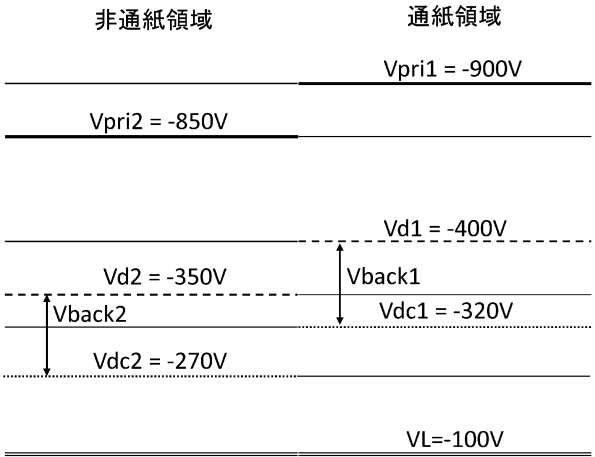 非通紙領域
通紙領域
Vpri1 = -900V
Vpri2 = -850V
Vd1 = -400V
Vd2 = -350V
Vback1
Vback2
Vdc1 = -320V
Vdc2 = -270V
VL=-100V